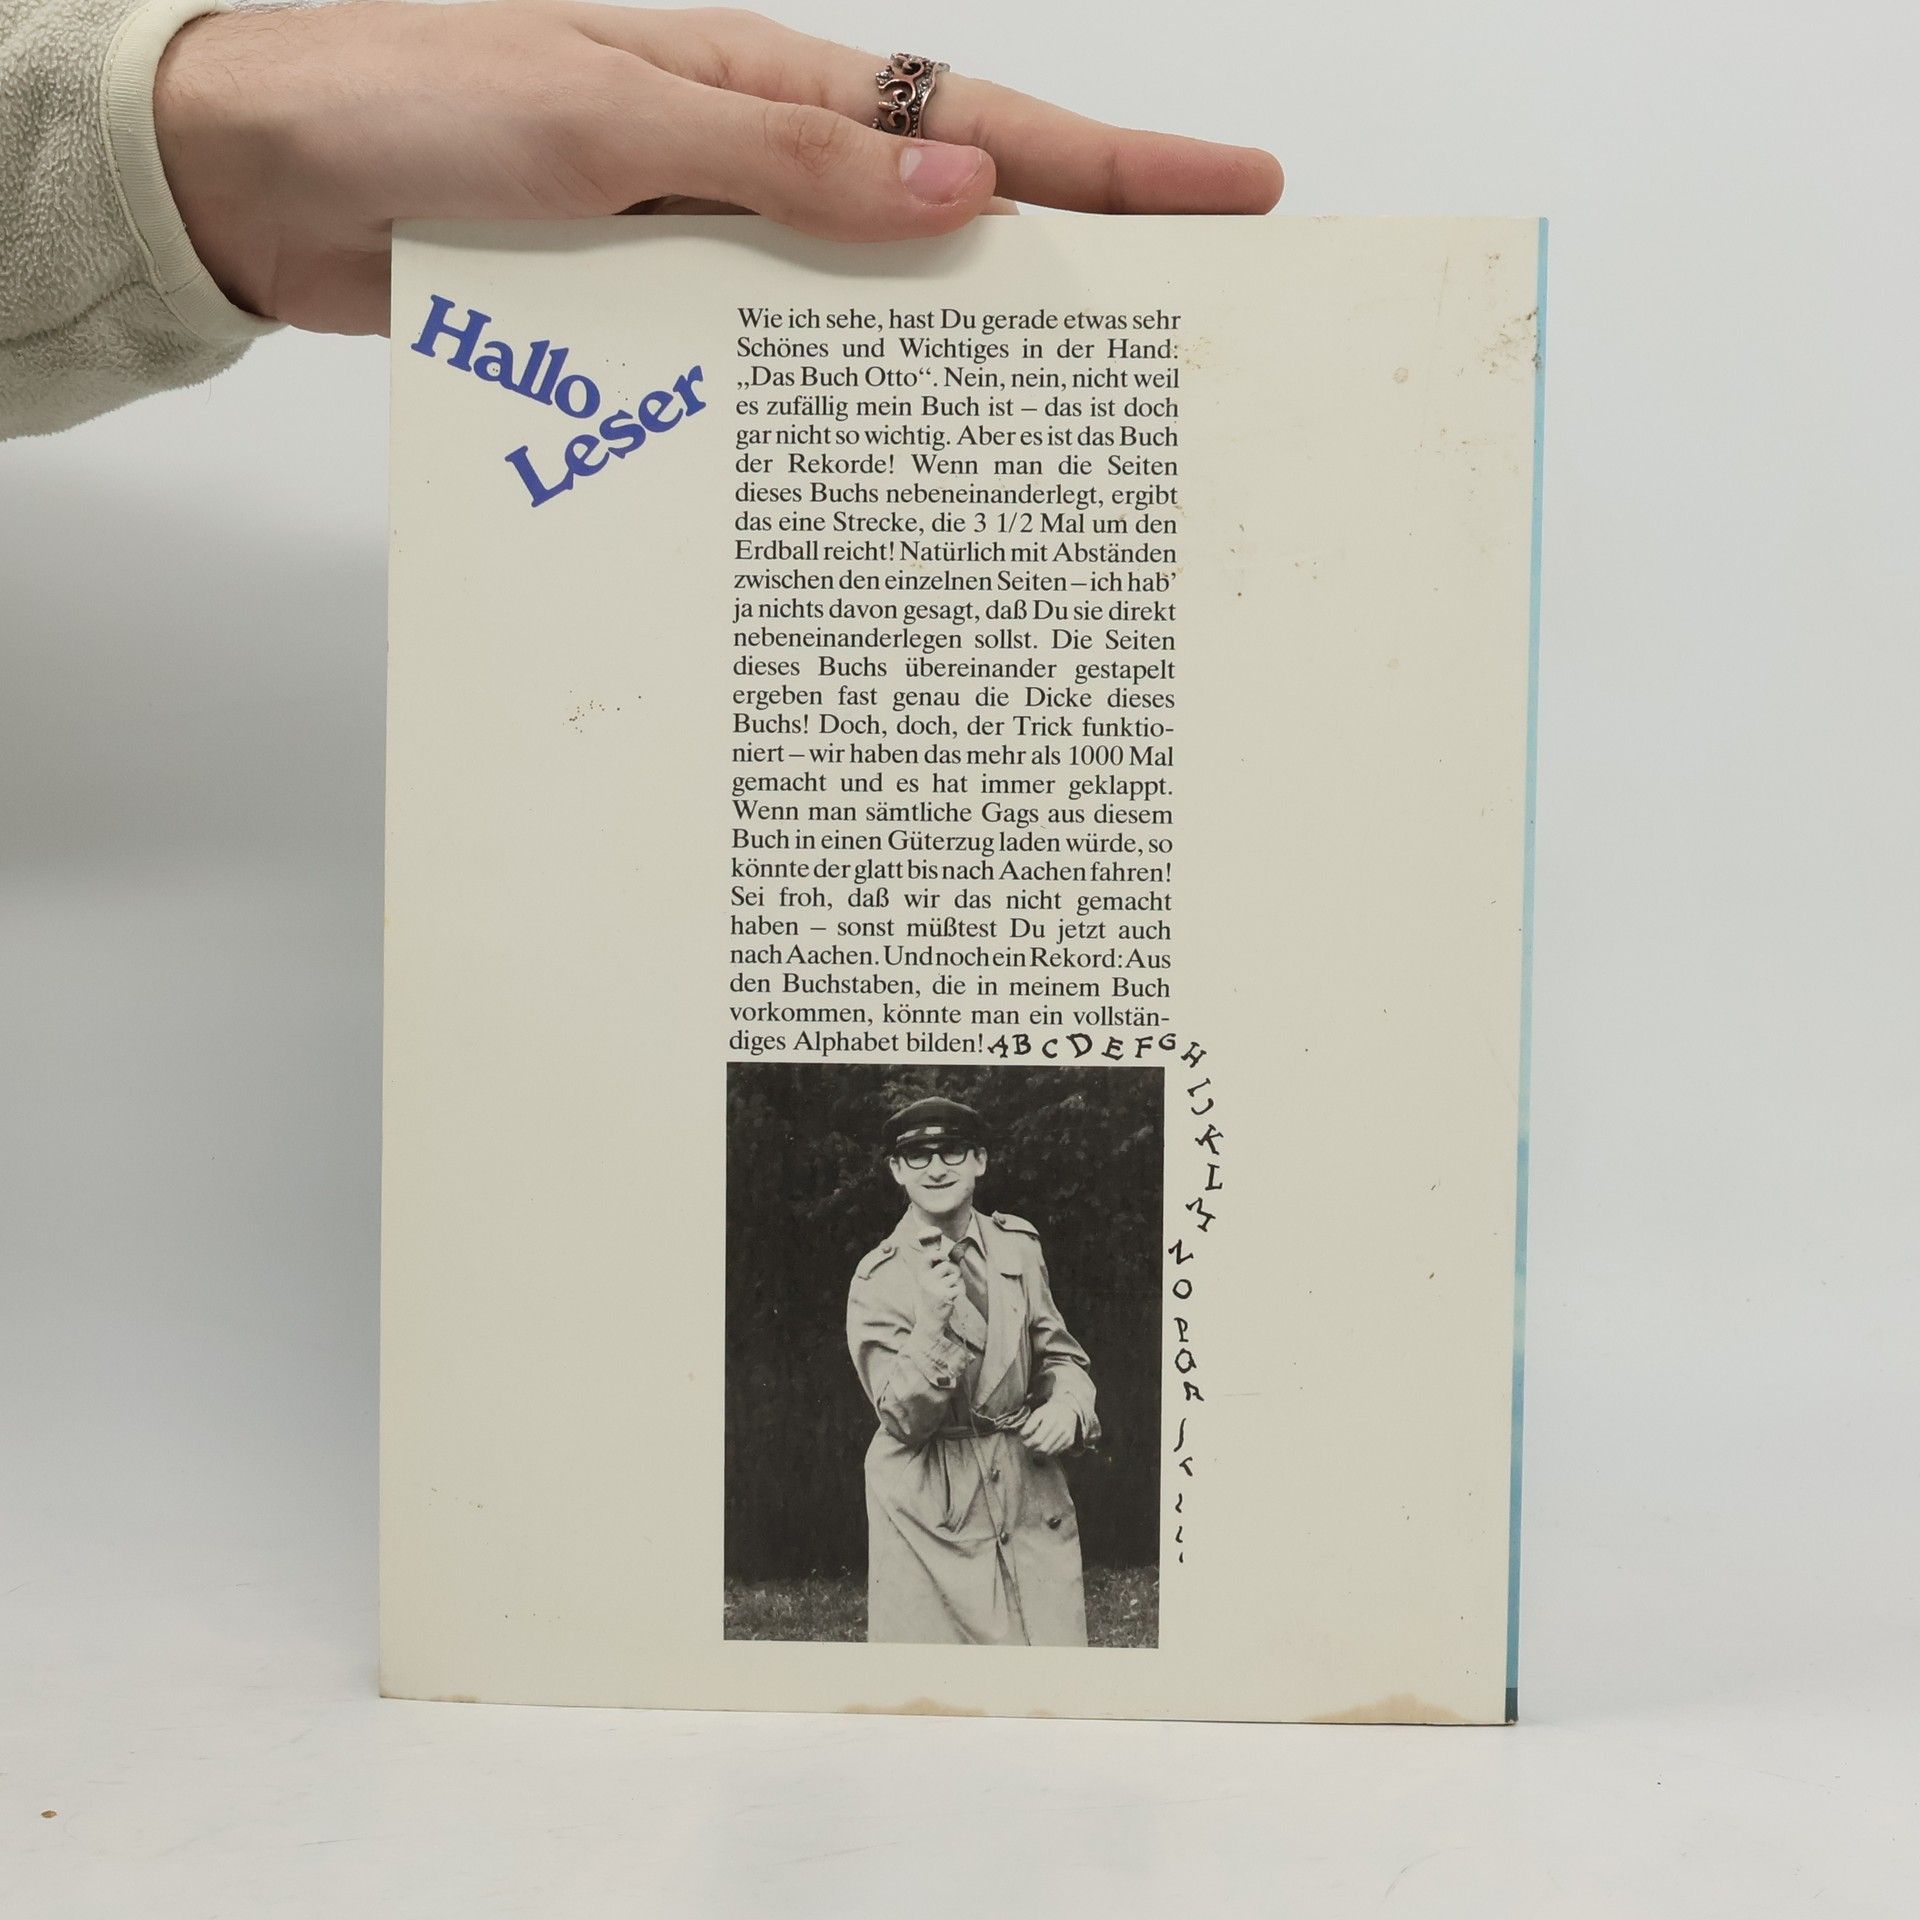 Hallo
Leser
Wie ich sehe, hast Du gerade etwas sehr
Schönes und Wichtiges in der Hand:
„Das Buch Otto“. Nein, nein, nicht weil
es zufällig mein Buch ist – das ist doch
gar nicht so wichtig. Aber es ist das Buch
der Rekorde! Wenn man die Seiten
dieses Buchs nebeneinanderlegt, ergibt
das eine Strecke, die 3 1/2 Mal um den
Erdball reicht! Natürlich mit Abständen
zwischen den einzelnen Seiten – ich hab’
ja nichts davon gesagt, daß Du sie direkt
nebeneinanderlegen sollst. Die Seiten
dieses Buchs übereinander gestapelt
ergeben fast genau die Dicke dieses
Buchs! Doch, doch, der Trick funktio-
niert – wir haben das mehr als 1000 Mal
gemacht und es hat immer geklappt.
Wenn man sämtliche Gags aus diesem
Buch in einen Güterzug laden würde, so
könnte der glatt bis nach Aachen fahren!
Sei froh, daß wir das nicht gemacht
haben – sonst müßtest Du jetzt auch
nach Aachen. Und noch ein Rekord: Aus
den Buchstaben, die in meinem Buch
vorkommen, könnte man ein vollstän-
diges Alphabet bilden! A B C D E F G H I J K L M N O P Q R